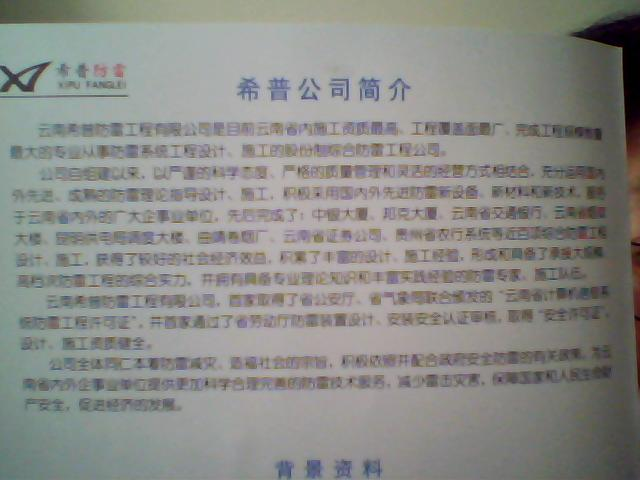 希普防雷
XIPU FANGLEI
希普公司简介
云南希普防雷工程有限公司是目前云南省内施工资质最高、工程覆盖面最广、完成工程规模
最大的专业从事防雷系统工程设计、施工的股份制综合防雷工程公司。
公司自组建以来，以严谨的科学态度、严格的质量管理和灵活的经营方式相结合，充分运用国内
外先进、成熟的防雷理论指导设计、施工，积极采用国内外先进防雷新设备、新材料和新技术，
于云南省内外的广大企事业单位，先后完成了：中银大厦、邦克大厦、云南省交通银行、云南省
大楼、昆明供电局调度大楼、曲靖卷烟厂、云南省证券公司、贵州省农行系统等近百项综合防雷工程
设计、施工，获得了较好的社会经济效益，积累了丰富的设计、施工经验，形成和具备了承接大规模、
高档次防雷工程的综合实力，并拥有具备专业理论知识和丰富实践经验的防雷专家、施工队伍。
云南希普防雷工程有限公司，首家取得了省公安厅、省气象局联合颁发的“云南省计算机信息系
统防雷工程许可证”，并首家通过了省劳动厅防雷装置设计、安装安全认证审核，取得“安全许可证”，
设计、施工资质健全。
公司全体同仁本着防雷减灾、造福社会的宗旨，积极依据并配合政府安全防雷的有关政策，为云
南省内外企事业单位提供更加科学合理完善的防雷技术服务，减少雷击灾害，保障国家和人民生命财
产安全，促进经济的发展。
背景资料